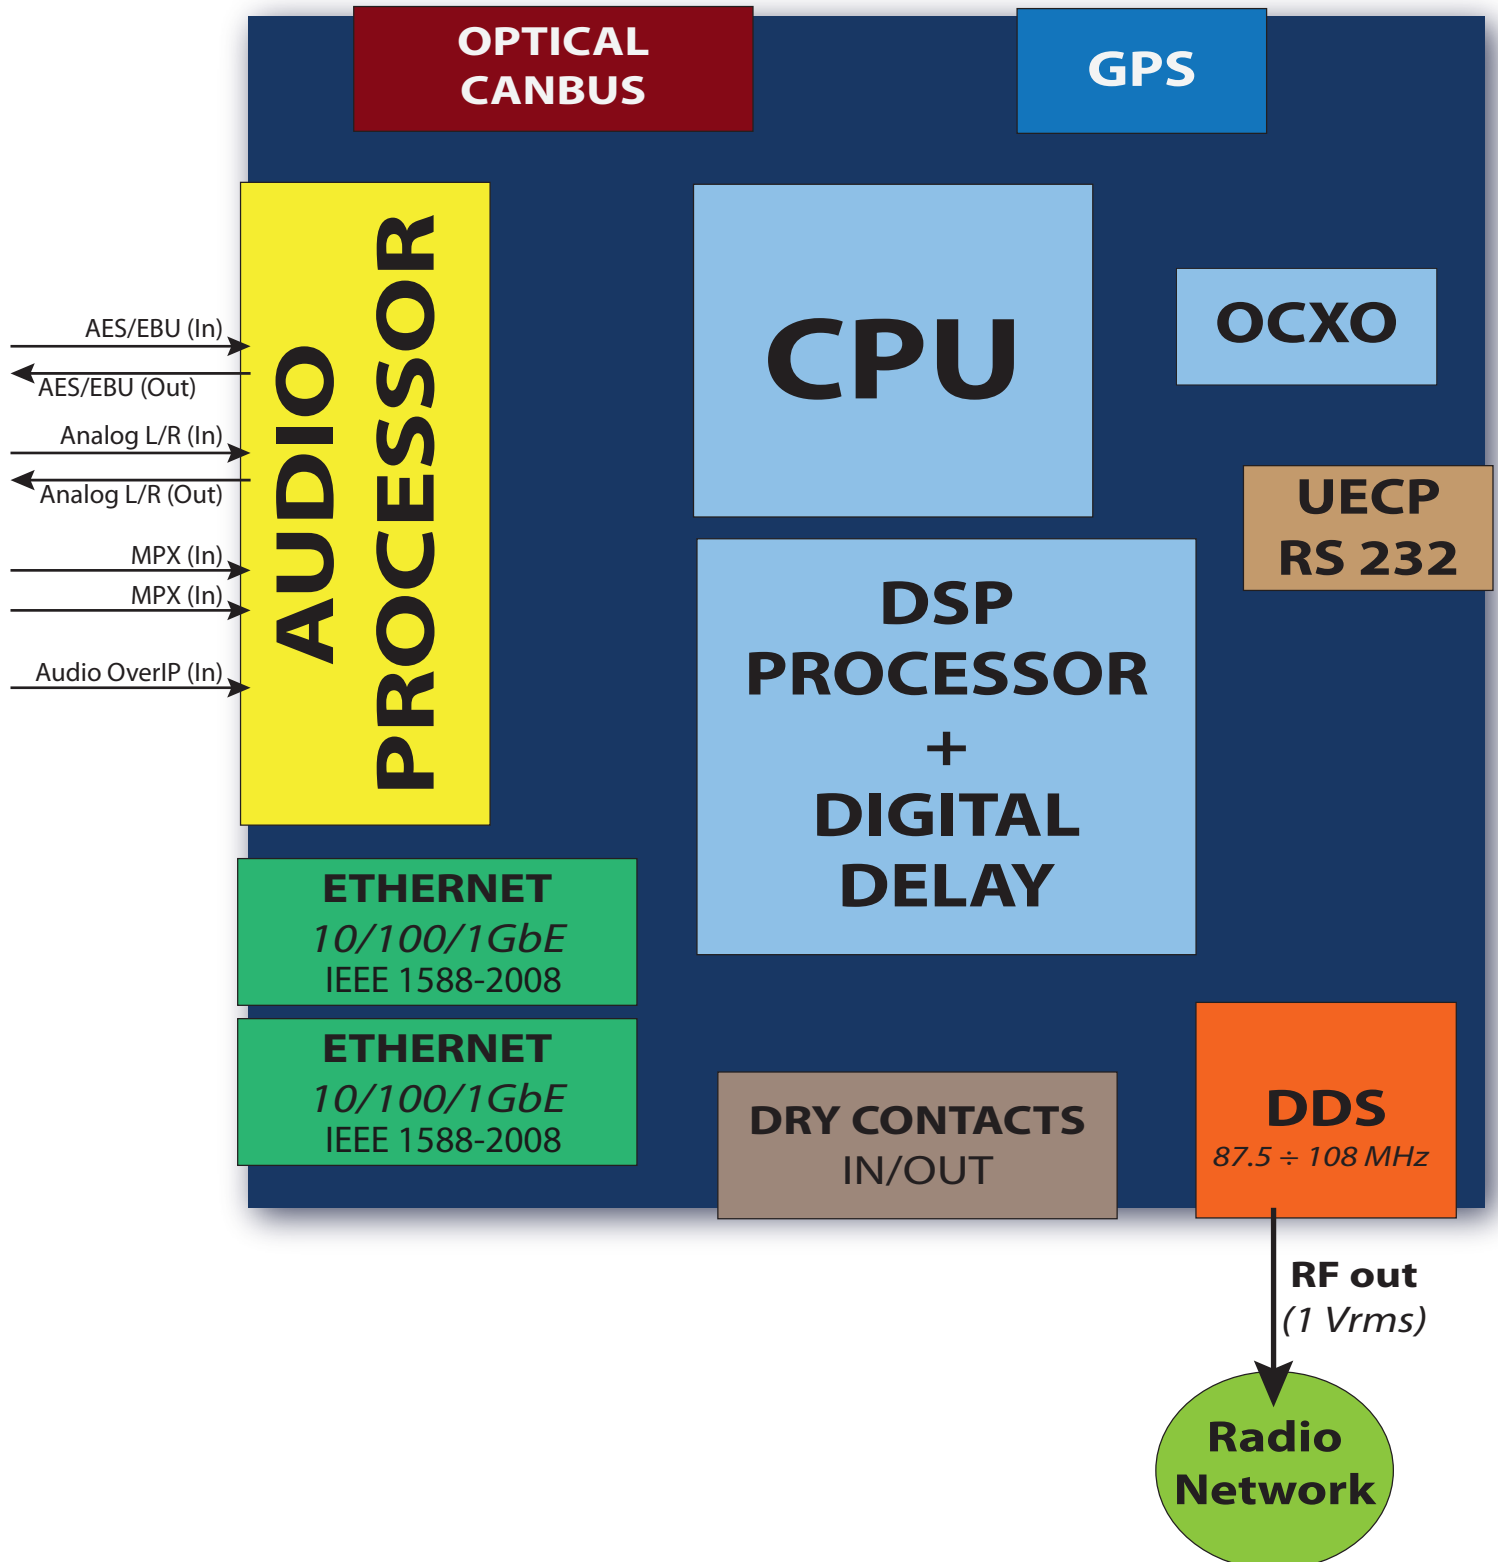 OPTICAL
CANBUS
GPS
AUDIO
PROCESSOR
CPU
OCXO
AES/EBU (In)
AES/EBU (Out)
Analog L/R (In)
Analog L/R (Out)
MPX (In)
MPX (In)
Audio OverIP (In)
UECP
RS 232
DSP
PROCESSOR
+
DIGITAL
DELAY
ETHERNET
10/100/1GbE
IEEE 1588-2008
ETHERNET
10/100/1GbE
IEEE 1588-2008
DRY CONTACTS
IN/OUT
DDS
87.5 ÷ 108 MHz
RF out
(1 Vrms)
Radio
Network